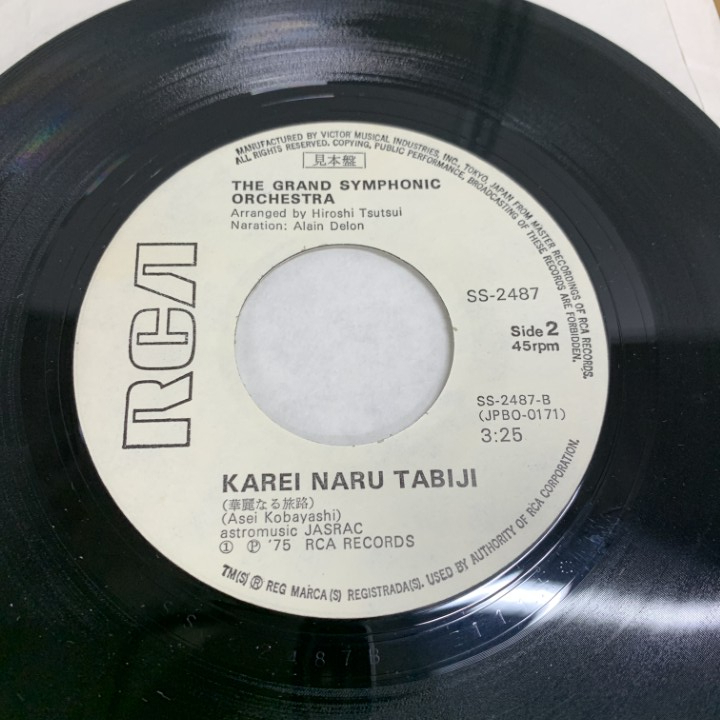 MANUFACTURED BY VICTOR MUSICAL INDUSTRIES, INC. TOKYO, JAPAN FROM MASTER RECORDINGS OF RCA RECORDS.
ALL RIGHTS RESERVED. COPYING, PUBLIC PERFORMANCE, BROADCASTING OF THESE RECORDS ARE FORBIDDEN.
見本盤
THE GRAND SYMPHONIC
ORCHESTRA
Arranged by Hiroshi Tsutsui
Naration: Alain Delon
RCA
SS-2487
Side 2
45rpm
SS-2487-B
(JPBO-0171)
3:25
KAREI NARU TABIJI
(華麗なる旅路)
(Asei Kobayashi)
astromusic JASRAC
① Ⓟ '75 RCA RECORDS
TM(S) ® REG MARCA(S) REGISTRADA(S). USED BY AUTHORITY OF RCA CORPORATION.